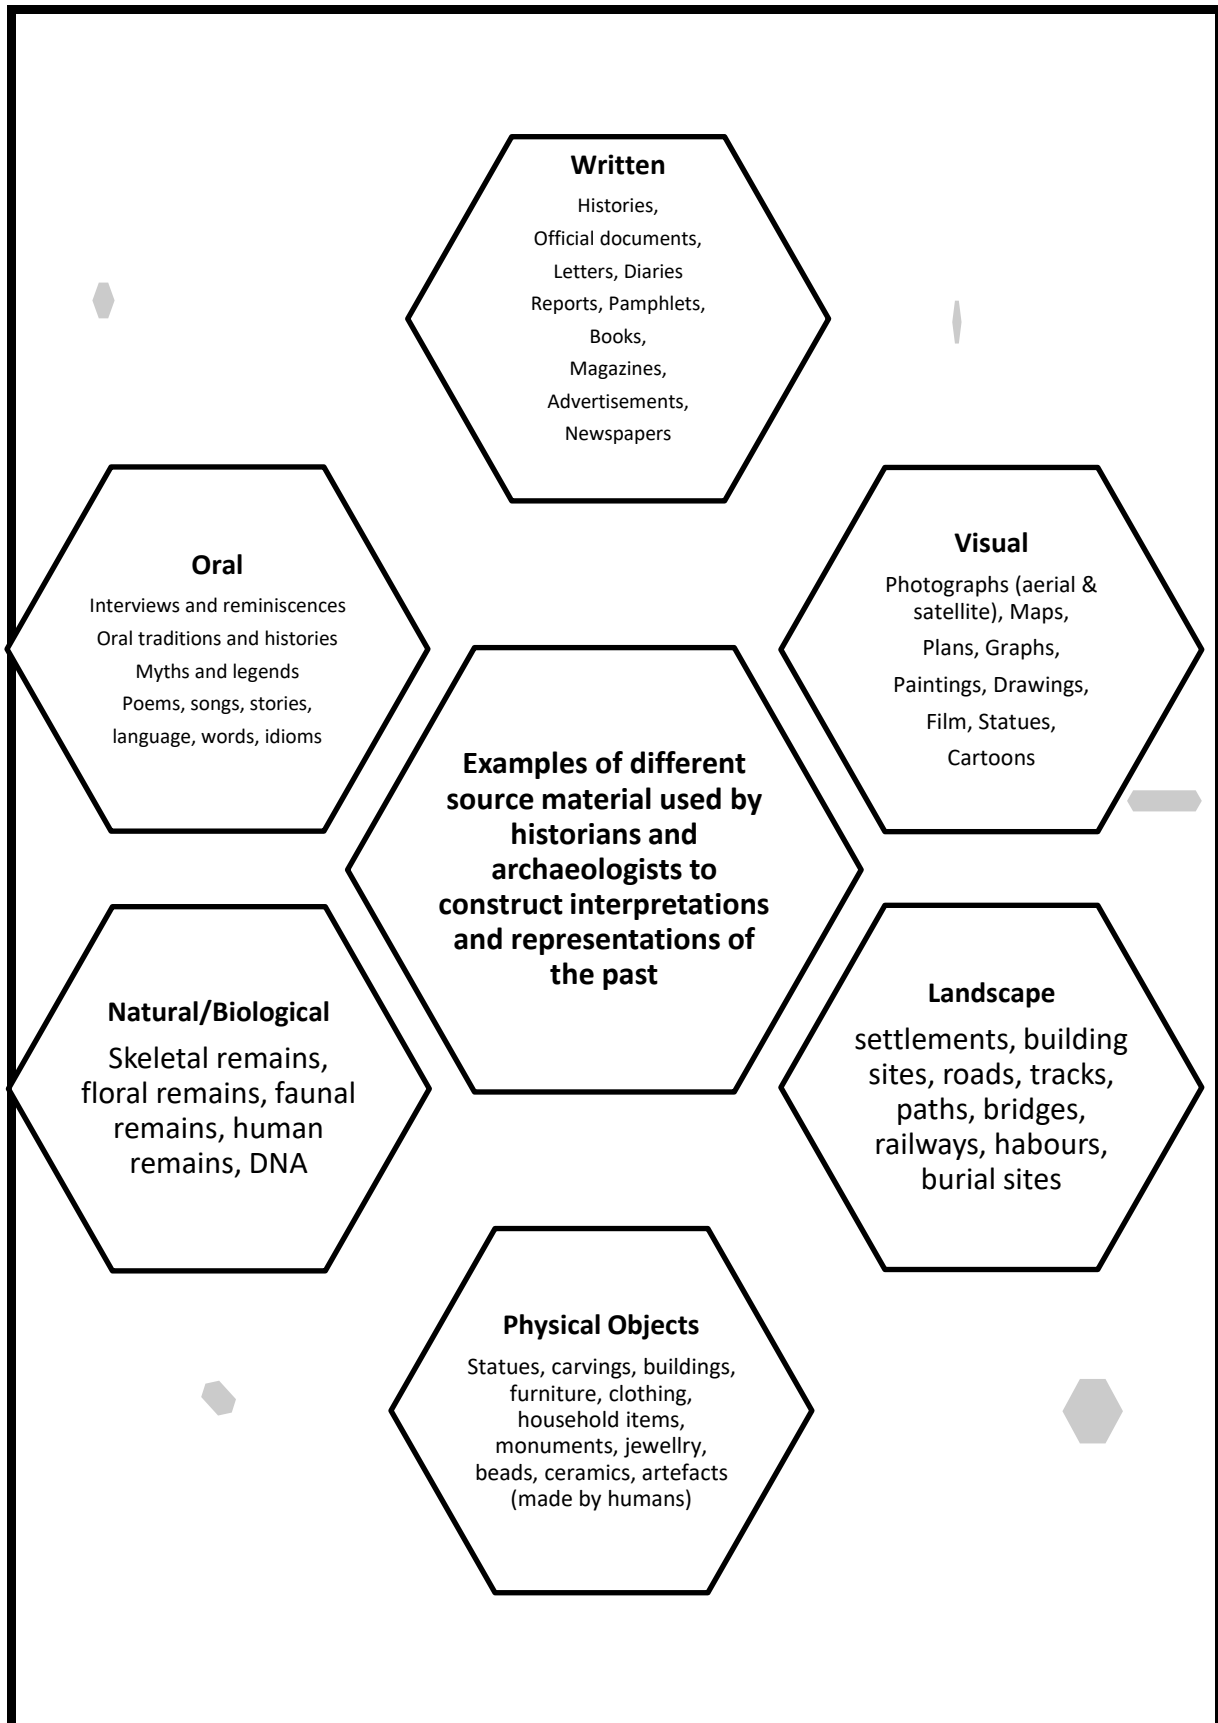 Written
Histories,
Official documents,
Letters, Diaries
Reports, Pamphlets,
Books,
Magazines,
Advertisements,
Newspapers
Oral
Interviews and reminiscences
Oral traditions and histories
Myths and legends
Poems, songs, stories,
language, words, idioms
Visual
Photographs (aerial &
satellite), Maps,
Plans, Graphs,
Paintings, Drawings,
Film, Statues,
Cartoons
Examples of different
source material used by
historians and
archaeologists to
construct interpretations
and representations of
the past
Natural/Biological
Skeletal remains,
floral remains, faunal
remains, human
remains, DNA
Landscape
settlements, building
sites, roads, tracks,
paths, bridges,
railways, habours,
burial sites
Physical Objects
Statues, carvings, buildings,
furniture, clothing,
household items,
monuments, jewellry,
beads, ceramics, artefacts
(made by humans)